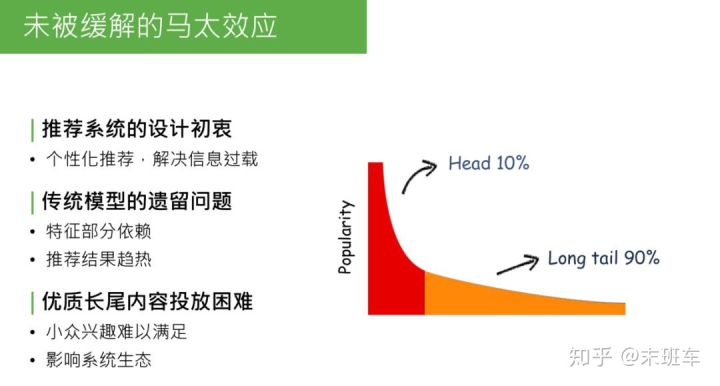 未被缓解的马太效应
推荐系统的设计初衷
• 个性化推荐，解决信息过载
传统模型的遗留问题
• 特征部分依赖
• 推荐结果趋热
优质长尾内容投放困难
• 小众兴趣难以满足
• 影响系统生态
Popularity
Head 10%
Long tail 90%
知乎 @末班车